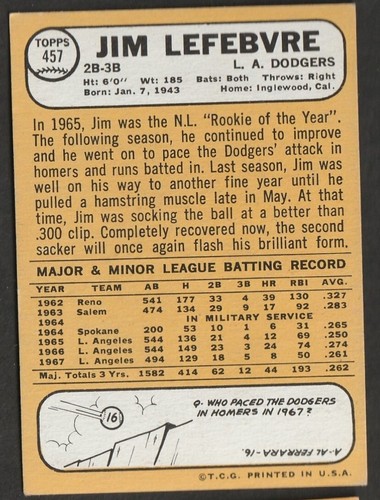 TOPPS
457
JIM LEFEBVRE
2B-3B L. A. DODGERS
Ht: 6'0" Wt: 185 Bats: Both Throws: Right
Born: Jan. 7, 1943 Home: Inglewood, Cal.
In 1965, Jim was the N.L. "Rookie of the Year".
The following season, he continued to improve
and he went on to pace the Dodgers' attack in
homers and runs batted in. Last season, Jim was
well on his way to another fine year until he
pulled a hamstring muscle late in May. At that
time, Jim was socking the ball at a better than
.300 clip. Completely recovered now, the second
sacker will once again flash his brilliant form.
MAJOR & MINOR LEAGUE BATTING RECORD
YEAR TEAM AB H 2B 3B HR RBI AVG.
1962 Reno 541 177 33 4 39 130 .327
1963 Salem 474 134 29 9 17 92 .283
1964 IN MILITARY SERVICE
1964 Spokane 200 53 10 1 6 31 .265
1965 L. Angeles 544 136 21 4 12 69 .250
1966 L. Angeles 544 149 23 3 24 74 .274
1967 L. Angeles 494 129 18 5 8 50 .261
Maj. Totals 3 Yrs. 1582 414 62 12 44 193 .262
16
Q- WHO PACED THE DODGERS
IN HOMERS IN 1967?
A- AL FERRARA-16.
©T.C.G. PRINTED IN U.S.A.